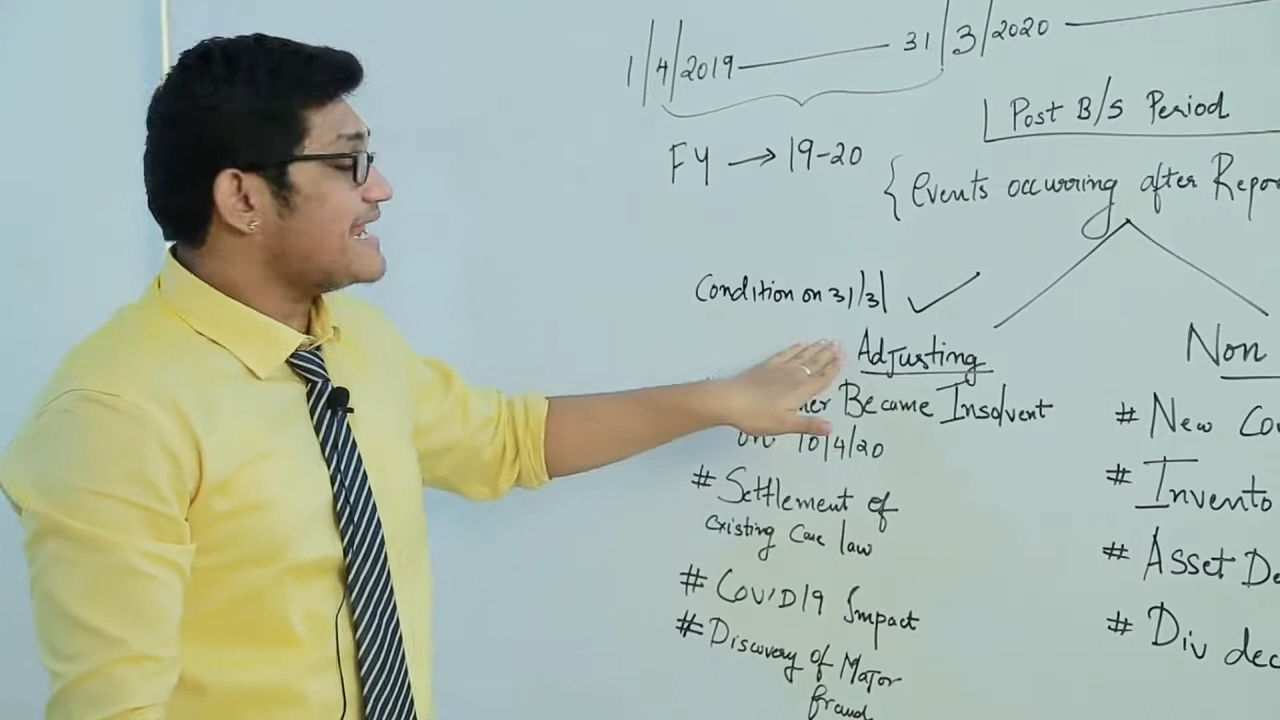 1/4/2019 — 31/3/2020 —
Post B/S Period
FY → 19-20
{ Events occurring after Repor
Condition on 31/3/ ✓
Adjusting
Non
mer Became Insolvent
on 10/4/20
# New Co
# Settlement of
existing Case law
# Invento
# Asset De
# COVID19 Impact
# Div dec
# Discovery of Major
fraud